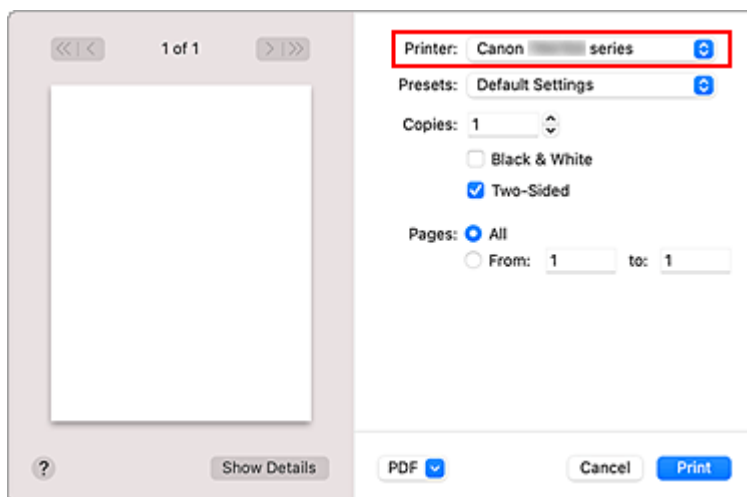 1 of 1
Printer: Canon series
Presets: Default Settings
Copies: 1
Black & White
Two-Sided
Pages: All
From: 1 to: 1
? Show Details PDF Cancel Print